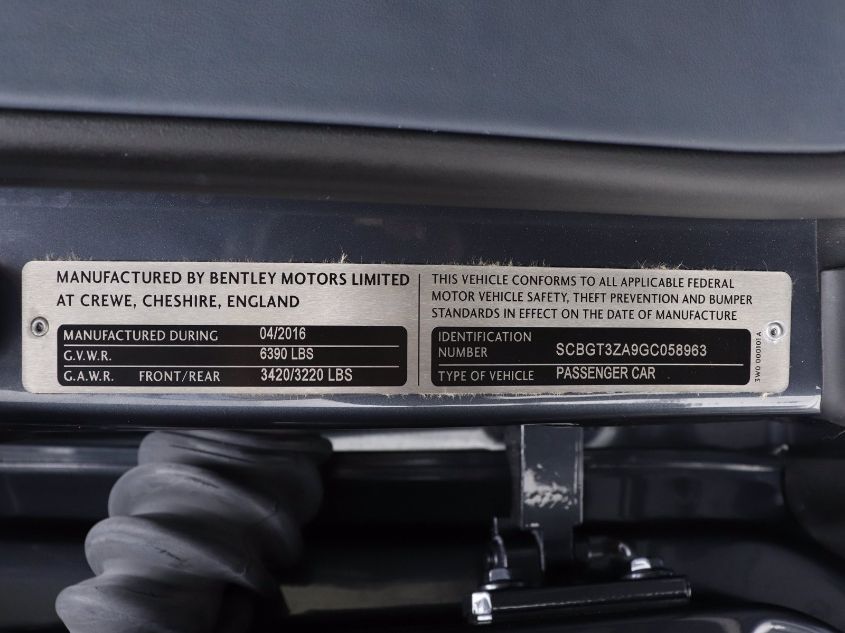 MANUFACTURED BY BENTLEY MOTORS LIMITED
AT CREWE, CHESHIRE, ENGLAND
MANUFACTURED DURING 04/2016
G.V.W.R. 6390 LBS
G.A.W.R. FRONT/REAR 3420/3220 LBS
THIS VEHICLE CONFORMS TO ALL APPLICABLE FEDERAL
MOTOR VEHICLE SAFETY, THEFT PREVENTION AND BUMPER
STANDARDS IN EFFECT ON THE DATE OF MANUFACTURE
IDENTIFICATION
NUMBER SCBGT3ZA9GC058963
TYPE OF VEHICLE PASSENGER CAR
3W0 000101A